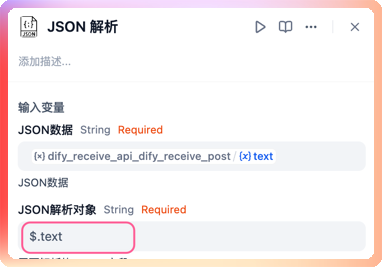 JSON 解析
添加描述...
输入变量
JSON数据 String Required
dify_receive_api_dify_receive_post / (x) text
JSON数据
JSON解析对象 String Required
$.text